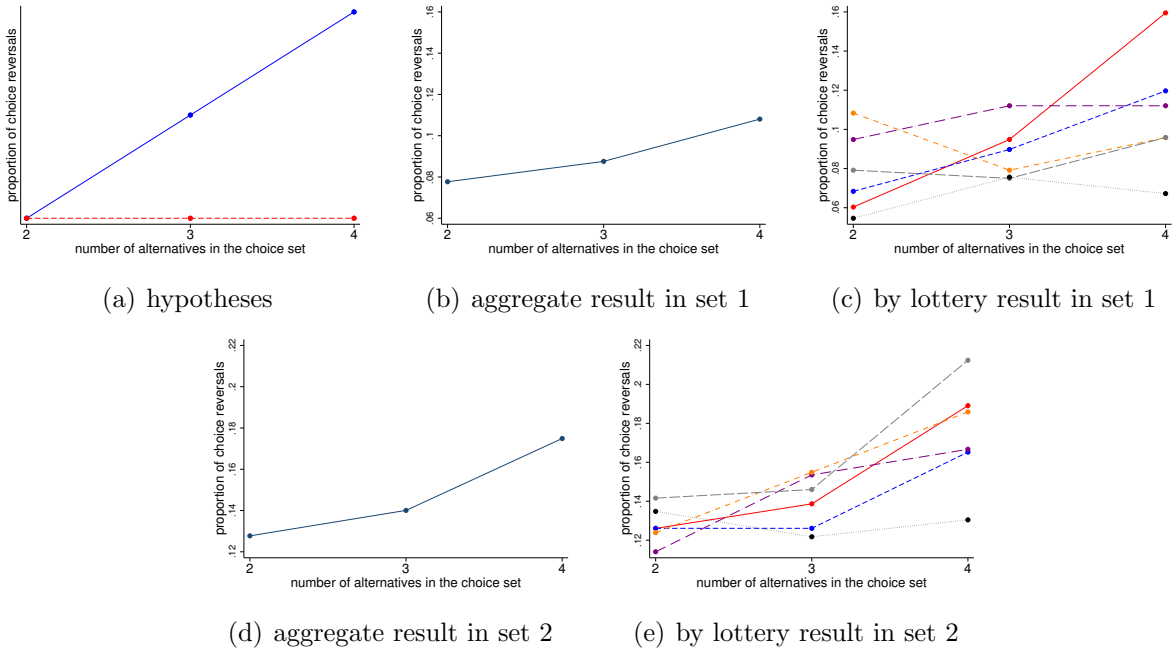 proportion of choice reversals
2
3
4
number of alternatives in the choice set
(a) hypotheses
proportion of choice reversals
.06
.08
.1
.12
.14
.16
2
3
4
number of alternatives in the choice set
(b) aggregate result in set 1
proportion of choice reversals
.06
.08
.1
.12
.14
.16
2
3
4
number of alternatives in the choice set
(c) by lottery result in set 1
proportion of choice reversals
.12
.14
.16
.18
.2
.22
2
3
4
number of alternatives in the choice set
(d) aggregate result in set 2
proportion of choice reversals
.12
.14
.16
.18
.2
.22
2
3
4
number of alternatives in the choice set
(e) by lottery result in set 2